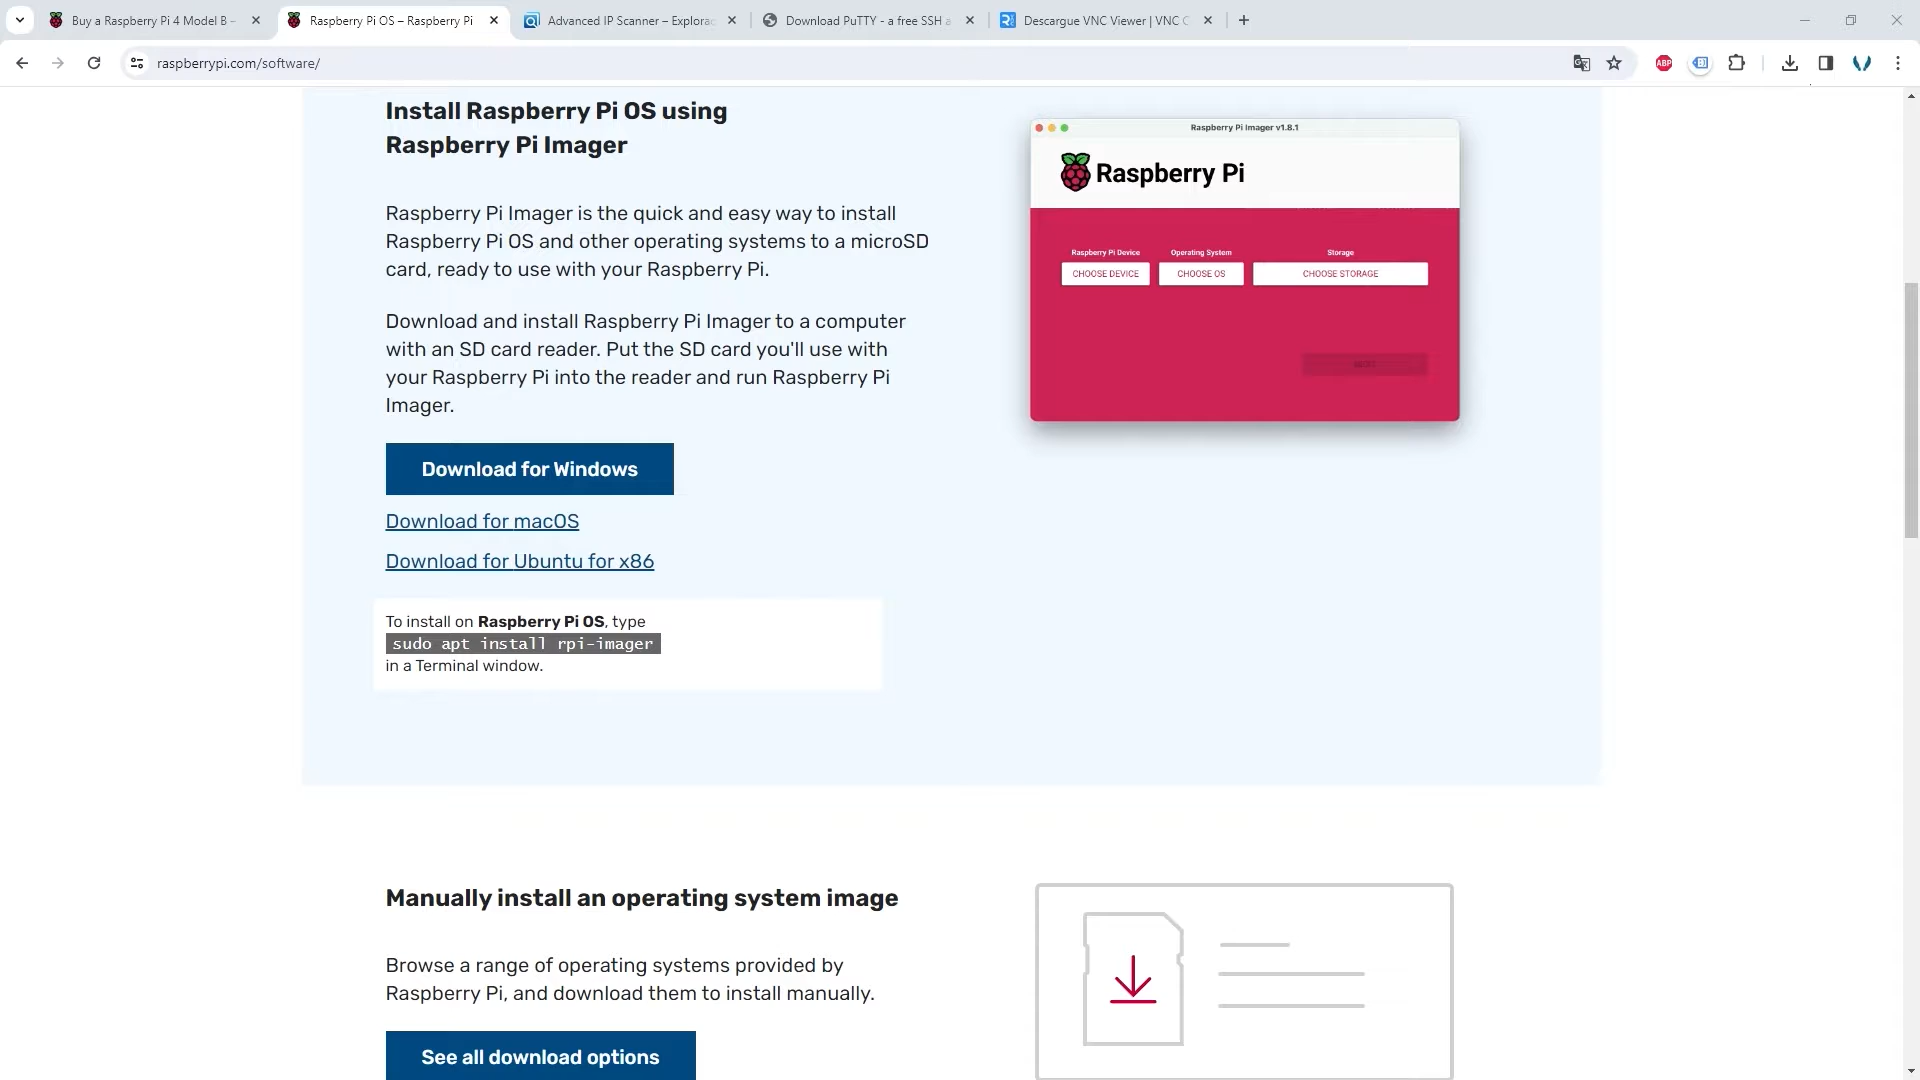 Buy a Raspberry Pi 4 Model B –
Raspberry Pi OS – Raspberry Pi
Advanced IP Scanner – Explorac
Download PuTTY - a free SSH a
Descargue VNC Viewer | VNC C
raspberrypi.com/software/
ABP
Install Raspberry Pi OS using
Raspberry Pi Imager
Raspberry Pi Imager is the quick and easy way to install
Raspberry Pi OS and other operating systems to a microSD
card, ready to use with your Raspberry Pi.
Download and install Raspberry Pi Imager to a computer
with an SD card reader. Put the SD card you'll use with
your Raspberry Pi into the reader and run Raspberry Pi
Imager.
Download for Windows
Download for macOS
Download for Ubuntu for x86
To install on Raspberry Pi OS, type
sudo apt install rpi-imager
in a Terminal window.
Raspberry Pi Imager v1.8.1
Raspberry Pi
Raspberry Pi Device
Operating System
Storage
CHOOSE DEVICE
CHOOSE OS
CHOOSE STORAGE
Manually install an operating system image
Browse a range of operating systems provided by
Raspberry Pi, and download them to install manually.
See all download options